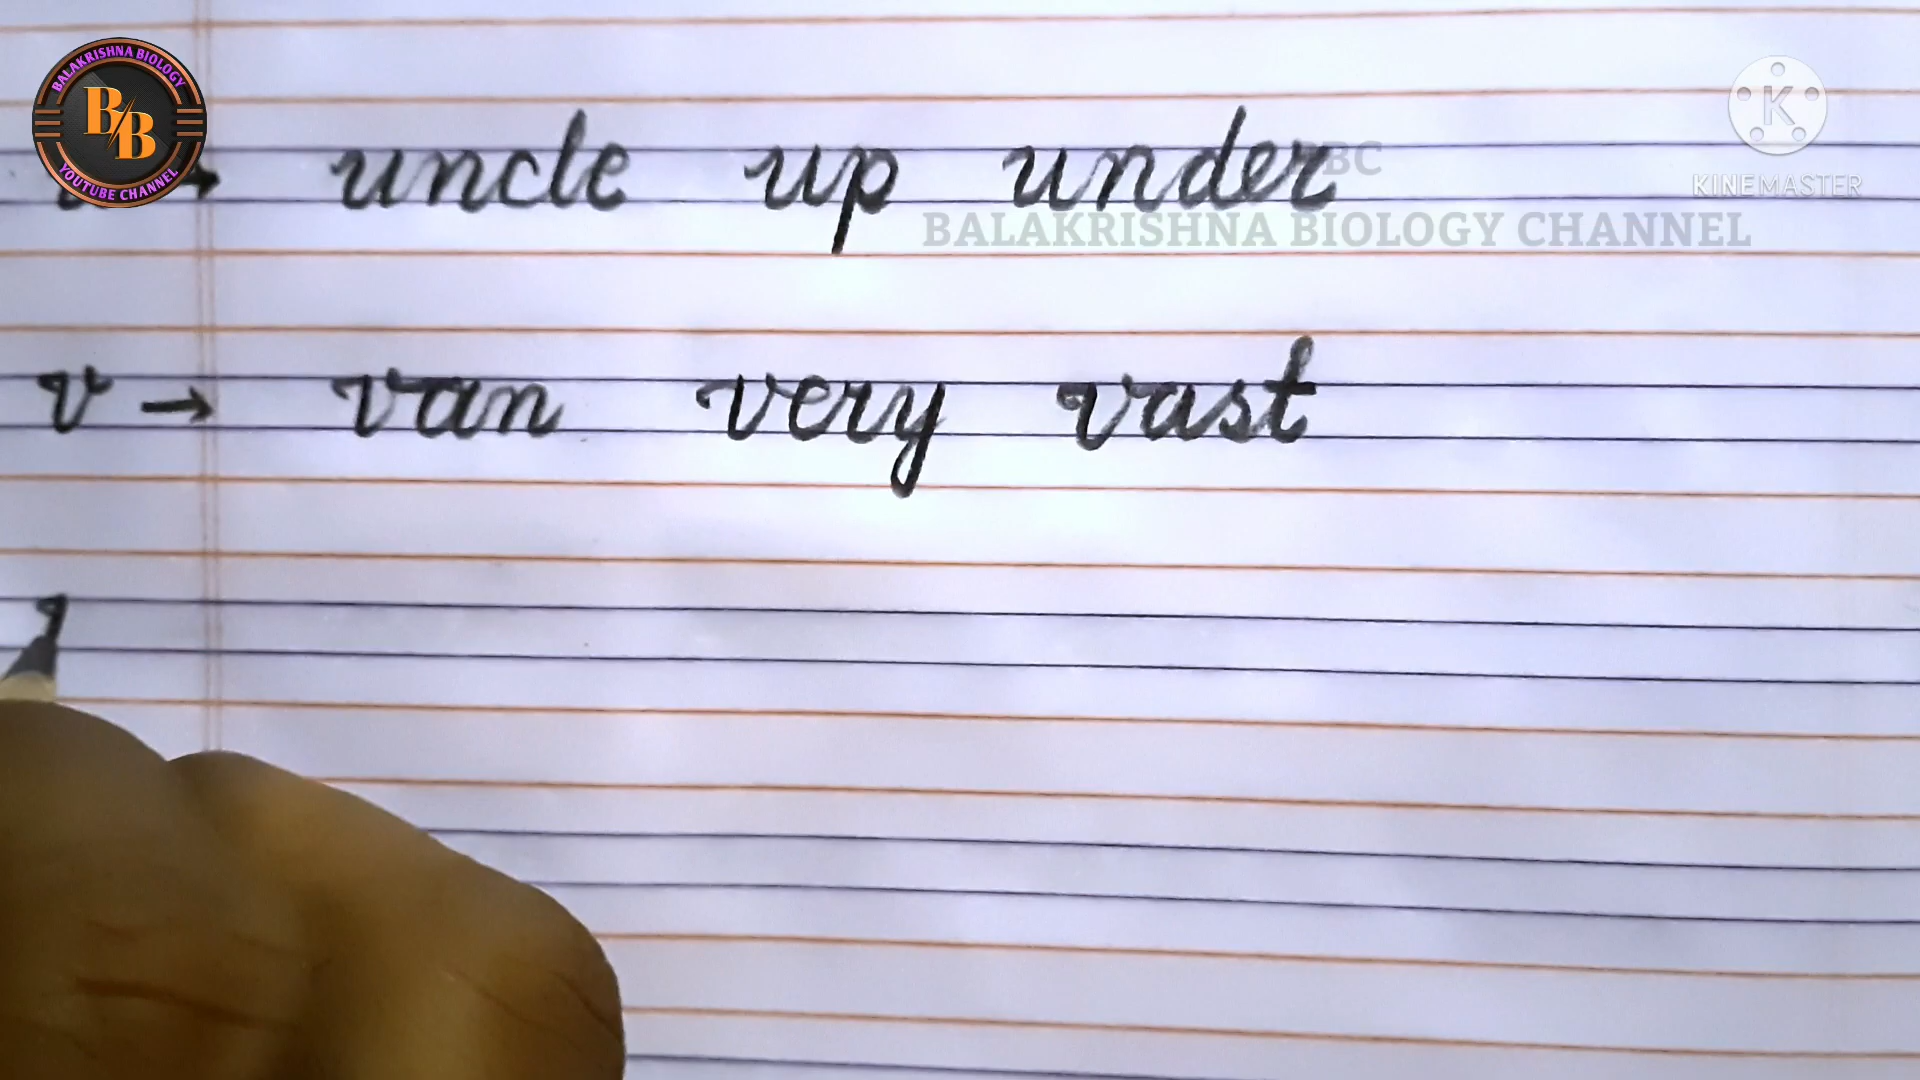 BALAKRISHNA BIOLOGY
BB
YOUTUBE CHANNEL
→ uncle up under
BALAKRISHNA BIOLOGY CHANNEL
KINEMASTER
v → van very vast